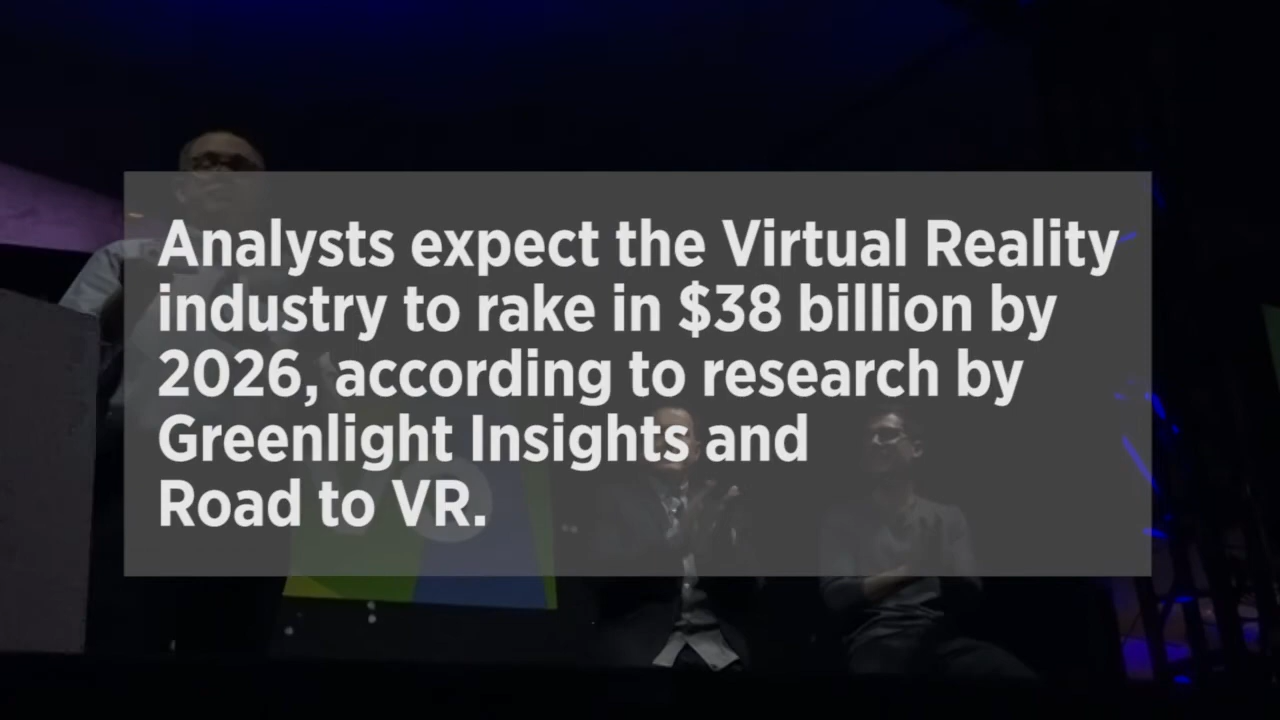 Analysts expect the Virtual Reality
industry to rake in $38 billion by
2026, according to research by
Greenlight Insights and
Road to VR.